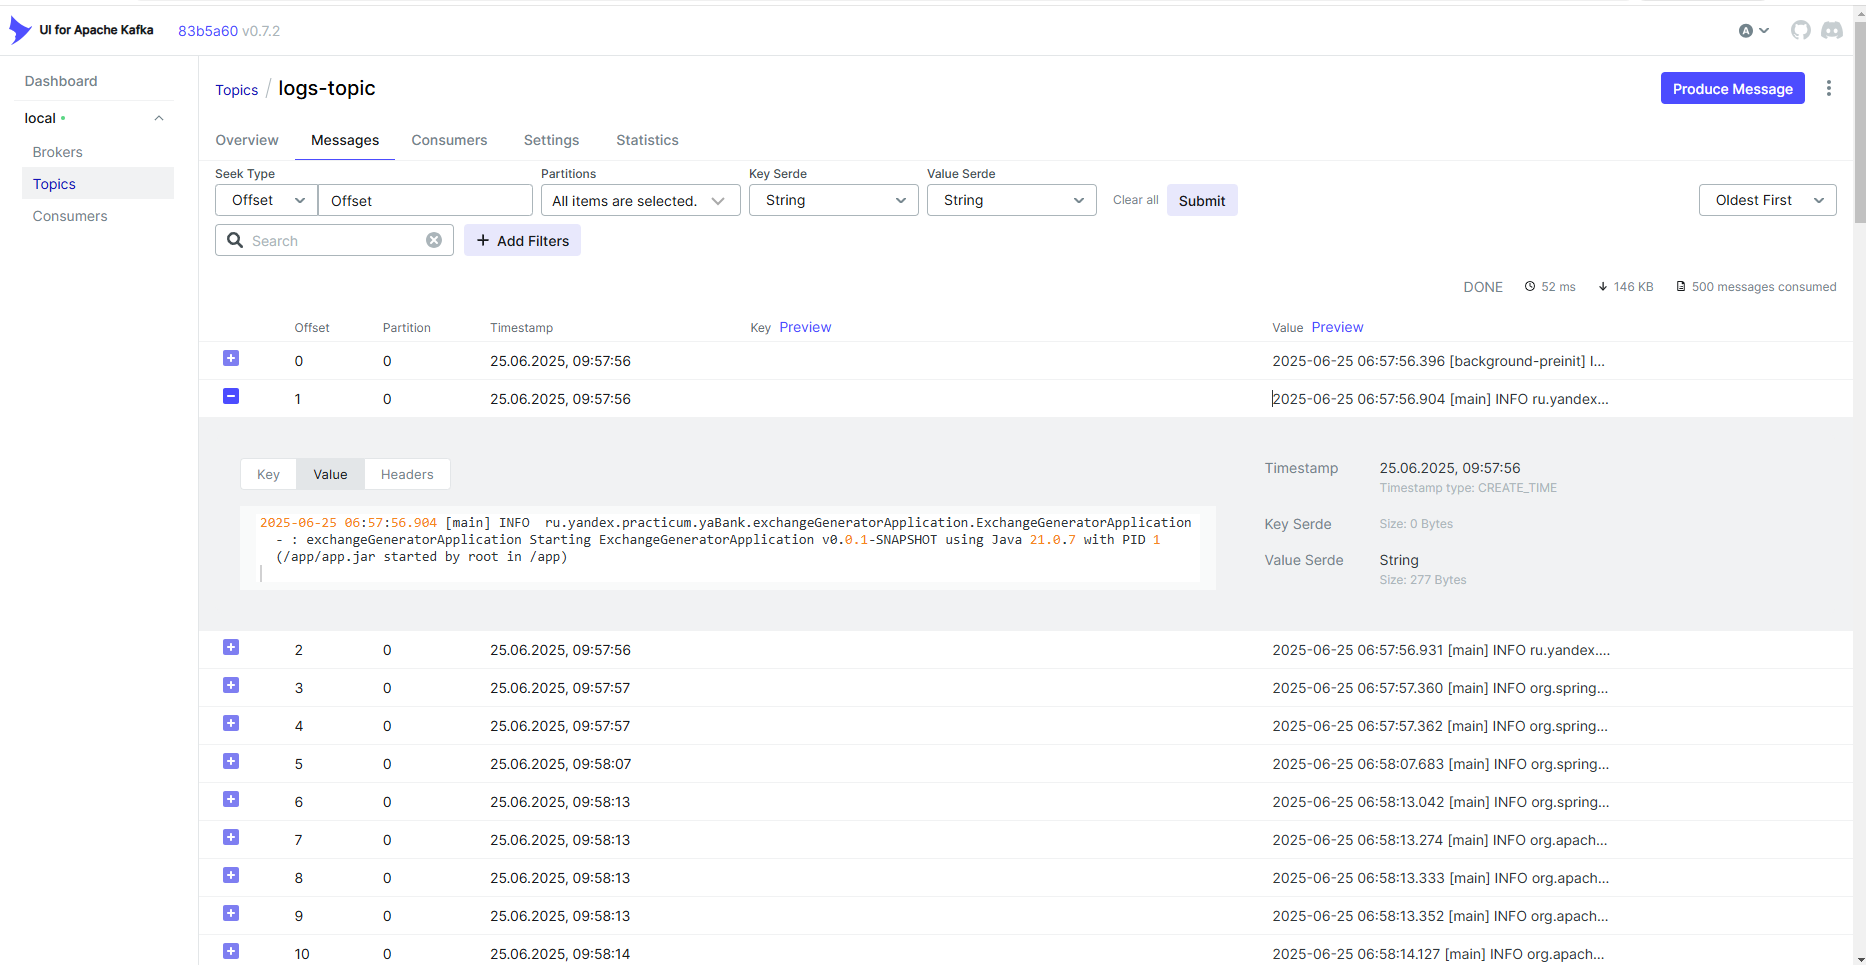 UI for Apache Kafka 83b5a60 v0.7.2 A
Dashboard
local
Brokers
Topics
Consumers
Topics / logs-topic
Produce Message
Overview Messages Consumers Settings Statistics
Seek Type Partitions Key Serde Value Serde
Offset Offset All items are selected. String String Clear all Submit Oldest First
Search Add Filters
DONE 52 ms 146 KB 500 messages consumed
Offset Partition Timestamp Key Preview Value Preview
0 0 25.06.2025, 09:57:56 2025-06-25 06:57:56.396 [background-preinit] I...
1 0 25.06.2025, 09:57:56 2025-06-25 06:57:56.904 [main] INFO ru.yandex...
Key Value Headers
2025-06-25 06:57:56.904 [main] INFO  ru.yandex.practicum.yaBank.exchangeGeneratorApplication.ExchangeGeneratorApplication
- : exchangeGeneratorApplication Starting ExchangeGeneratorApplication v0.0.1-SNAPSHOT using Java 21.0.7 with PID 1
(/app/app.jar started by root in /app)
Timestamp 25.06.2025, 09:57:56
Timestamp type: CREATE_TIME
Key Serde Size: 0 Bytes
Value Serde String
Size: 277 Bytes
2 0 25.06.2025, 09:57:56 2025-06-25 06:57:56.931 [main] INFO ru.yandex....
3 0 25.06.2025, 09:57:57 2025-06-25 06:57:57.360 [main] INFO org.spring...
4 0 25.06.2025, 09:57:57 2025-06-25 06:57:57.362 [main] INFO org.spring...
5 0 25.06.2025, 09:58:07 2025-06-25 06:58:07.683 [main] INFO org.spring...
6 0 25.06.2025, 09:58:13 2025-06-25 06:58:13.042 [main] INFO org.spring...
7 0 25.06.2025, 09:58:13 2025-06-25 06:58:13.274 [main] INFO org.apach...
8 0 25.06.2025, 09:58:13 2025-06-25 06:58:13.333 [main] INFO org.apach...
9 0 25.06.2025, 09:58:13 2025-06-25 06:58:13.352 [main] INFO org.apach...
10 0 25.06.2025, 09:58:14 2025-06-25 06:58:14.127 [main] INFO org.apach...